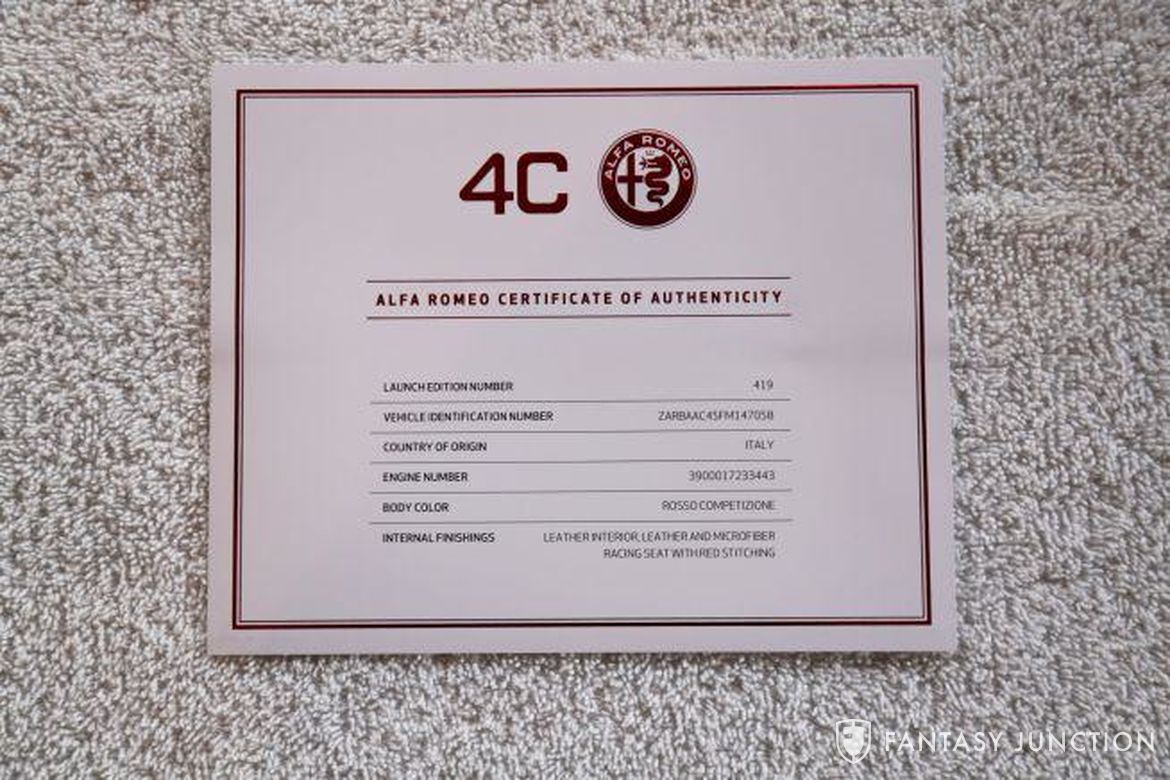 4C
ALFA ROMEO
ALFA ROMEO CERTIFICATE OF AUTHENTICITY
LAUNCH EDITION NUMBER 419
VEHICLE IDENTIFICATION NUMBER ZARBAAC45FM147058
COUNTRY OF ORIGIN ITALY
ENGINE NUMBER 3900017233443
BODY COLOR ROSSO COMPETIZIONE
INTERNAL FINISHINGS LEATHER INTERIOR, LEATHER AND MICROFIBER
RACING SEAT WITH RED STITCHING
FANTASY JUNCTION